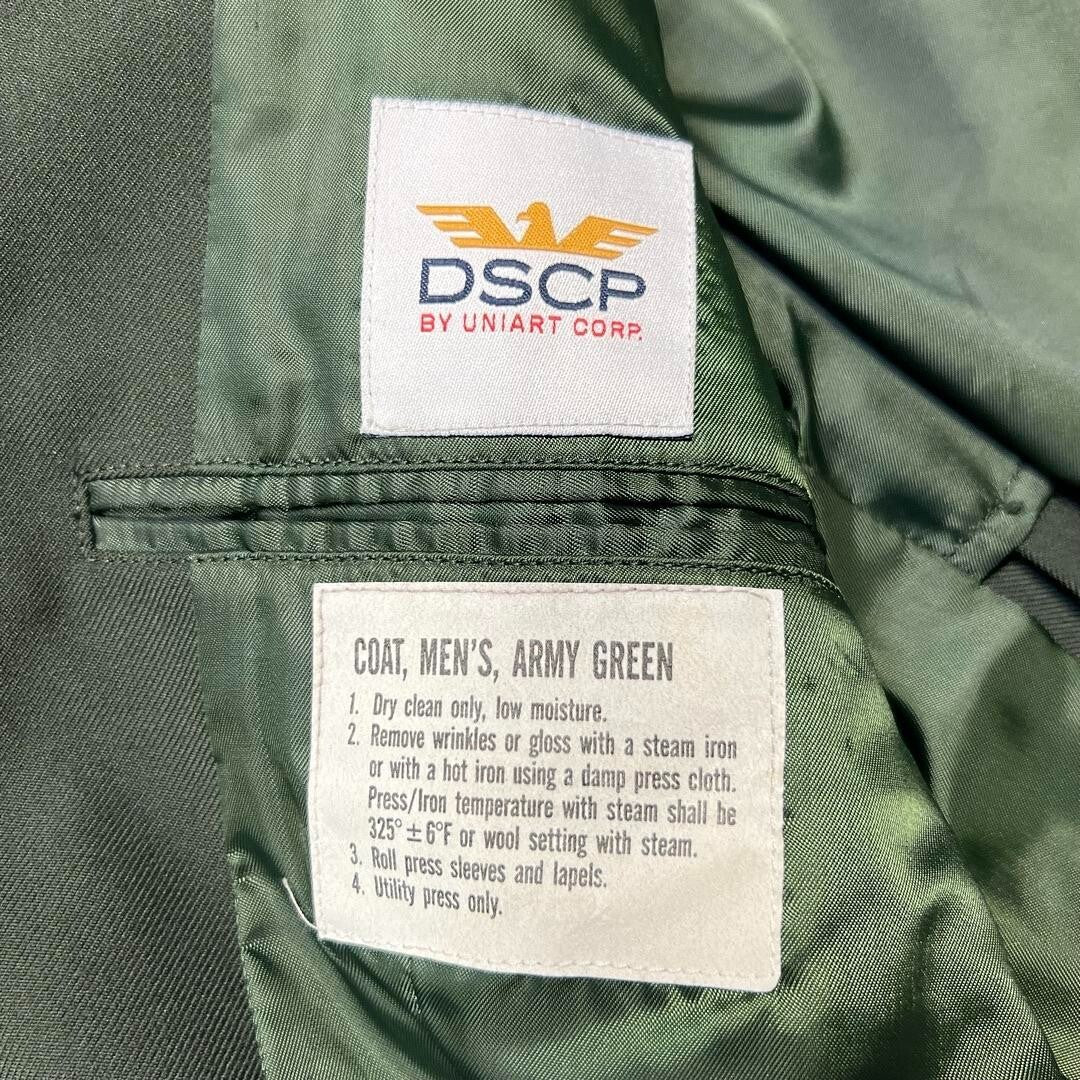 DSCP
BY UNIART CORP.
COAT, MEN'S, ARMY GREEN
1. Dry clean only, low moisture.
2. Remove wrinkles or gloss with a steam iron
or with a hot iron using a damp press cloth.
Press/Iron temperature with steam shall be
325° ± 6°F or wool setting with steam.
3. Roll press sleeves and lapels.
4. Utility press only.